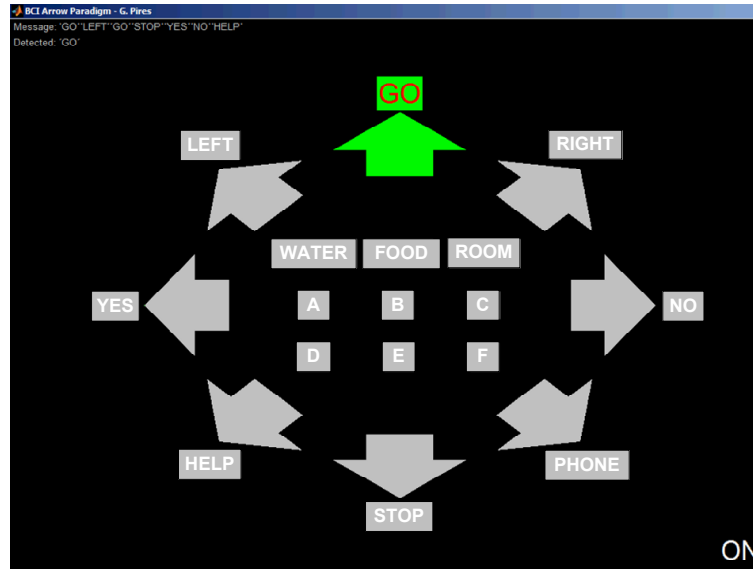 BCI Arrow Paradigm - G. Pires
Message: 'GO''LEFT''GO''STOP''YES''NO''HELP'
Detected: 'GO'
GO
LEFT
RIGHT
WATER FOOD ROOM
YES
A B C
NO
D E F
HELP
PHONE
STOP
ON